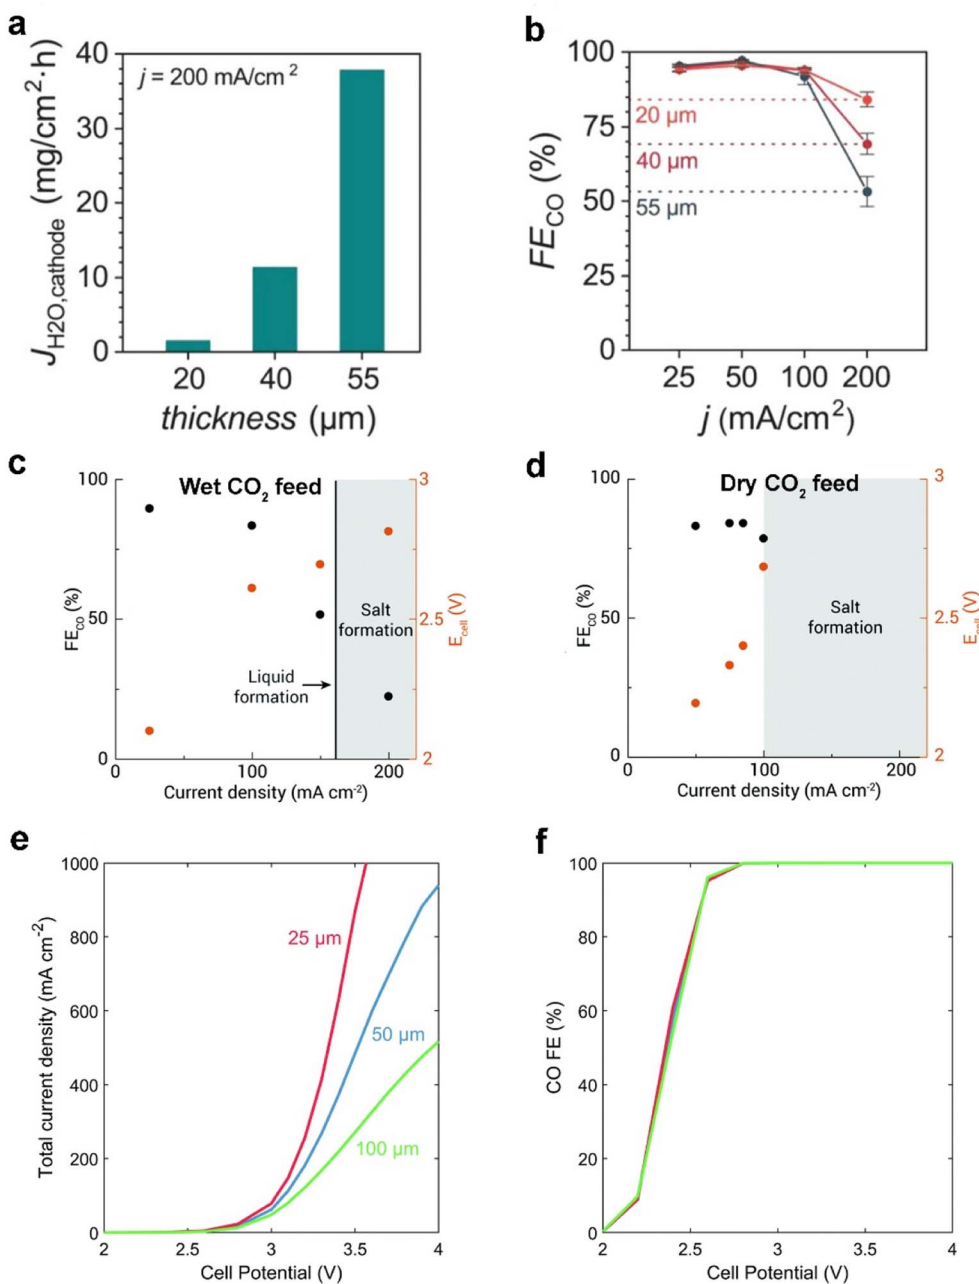 a
40
30
20
10
0
J_H2O,cathode (mg/cm²·h)
j = 200 mA/cm²
20 40 55
thickness (µm)
b
100
75
50
25
0
FE_CO (%)
20 µm
40 µm
55 µm
25 50 100 200
j (mA/cm²)
c
100
50
0
FE_co (%)
Wet CO₂ feed
Salt
formation
Liquid
formation
3
2.5
2
E_cell (V)
0 100 200
Current density (mA cm⁻²)
d
100
50
0
FE_co (%)
Dry CO₂ feed
Salt
formation
3
2.5
2
E_cell (V)
0 100 200
Current density (mA cm⁻²)
e
1000
800
600
400
200
0
Total current density (mA cm⁻²)
25 µm
50 µm
100 µm
2 2.5 3 3.5 4
Cell Potential (V)
f
100
80
60
40
20
0
CO FE (%)
2 2.5 3 3.5 4
Cell Potential (V)